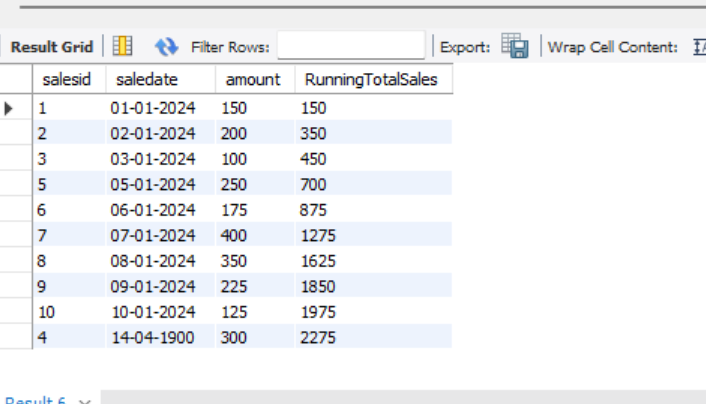 Result Grid Filter Rows: Export: Wrap Cell Content:
salesid saledate amount RunningTotalSales
1 01-01-2024 150 150
2 02-01-2024 200 350
3 03-01-2024 100 450
5 05-01-2024 250 700
6 06-01-2024 175 875
7 07-01-2024 400 1275
8 08-01-2024 350 1625
9 09-01-2024 225 1850
10 10-01-2024 125 1975
4 14-04-1900 300 2275
Result 6